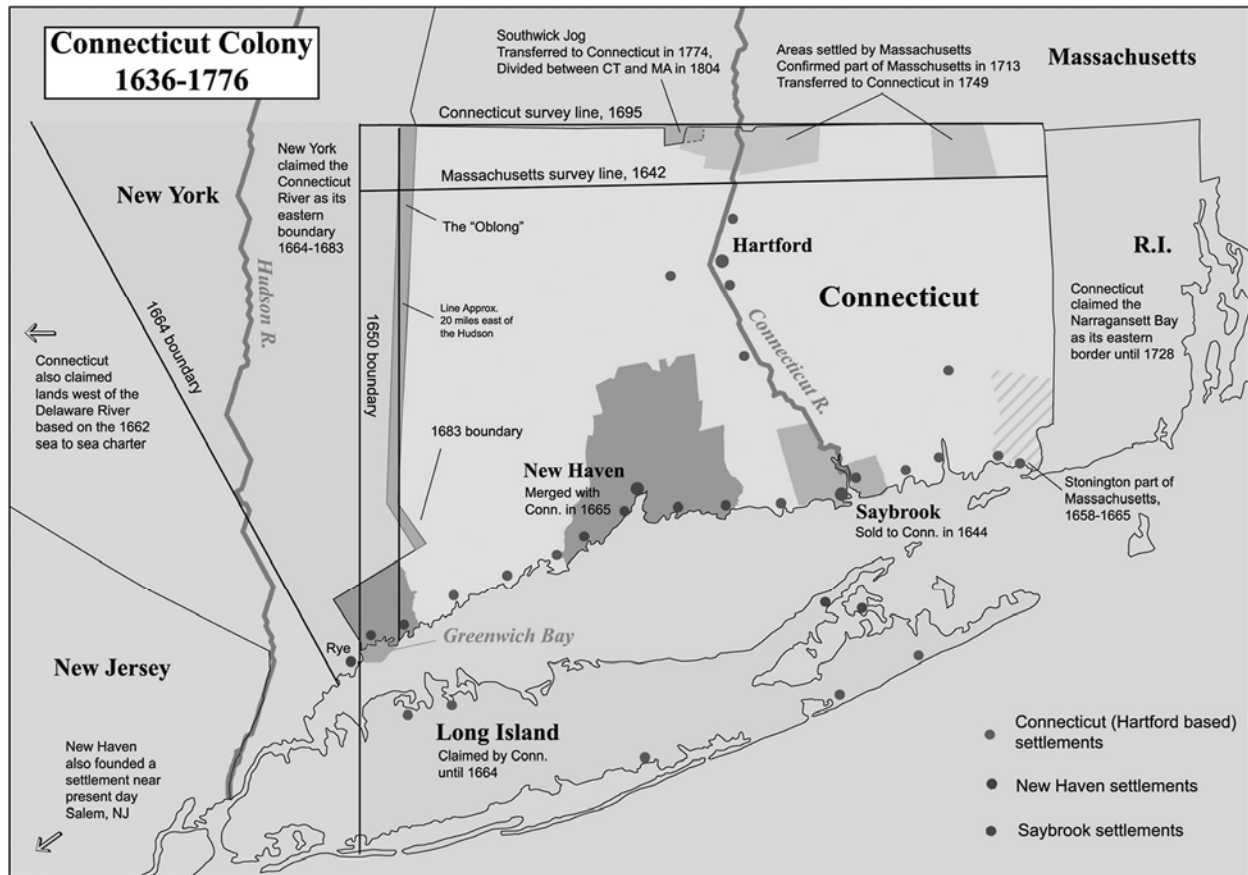 Connecticut Colony
1636-1776
Southwick Jog
Transferred to Connecticut in 1774,
Divided between CT and MA in 1804
Areas settled by Massachusetts
Confirmed part of Masschusetts in 1713
Transferred to Connecticut in 1749
Massachusetts
Connecticut survey line, 1695
New York
claimed the
Connecticut
River as its
eastern
boundary
1664-1683
Massachusetts survey line, 1642
New York
The "Oblong"
Hartford
R.I.
Hudson R.
Line Approx.
20 miles east of
the Hudson
Connecticut
Connecticut
claimed the
Narragansett Bay
as its eastern
border until 1728
1664 boundary
1650 boundary
Connecticut R.
Connecticut
also claimed
lands west of the
Delaware River
based on the 1662
sea to sea charter
1683 boundary
New Haven
Merged with
Conn. in 1665
Saybrook
Sold to Conn. in 1644
Stonington part of
Massachusetts,
1658-1665
Greenwich Bay
Rye
New Jersey
Long Island
Claimed by Conn.
until 1664
New Haven
also founded a
settlement near
present day
Salem, NJ
Connecticut (Hartford based)
settlements
New Haven settlements
Saybrook settlements